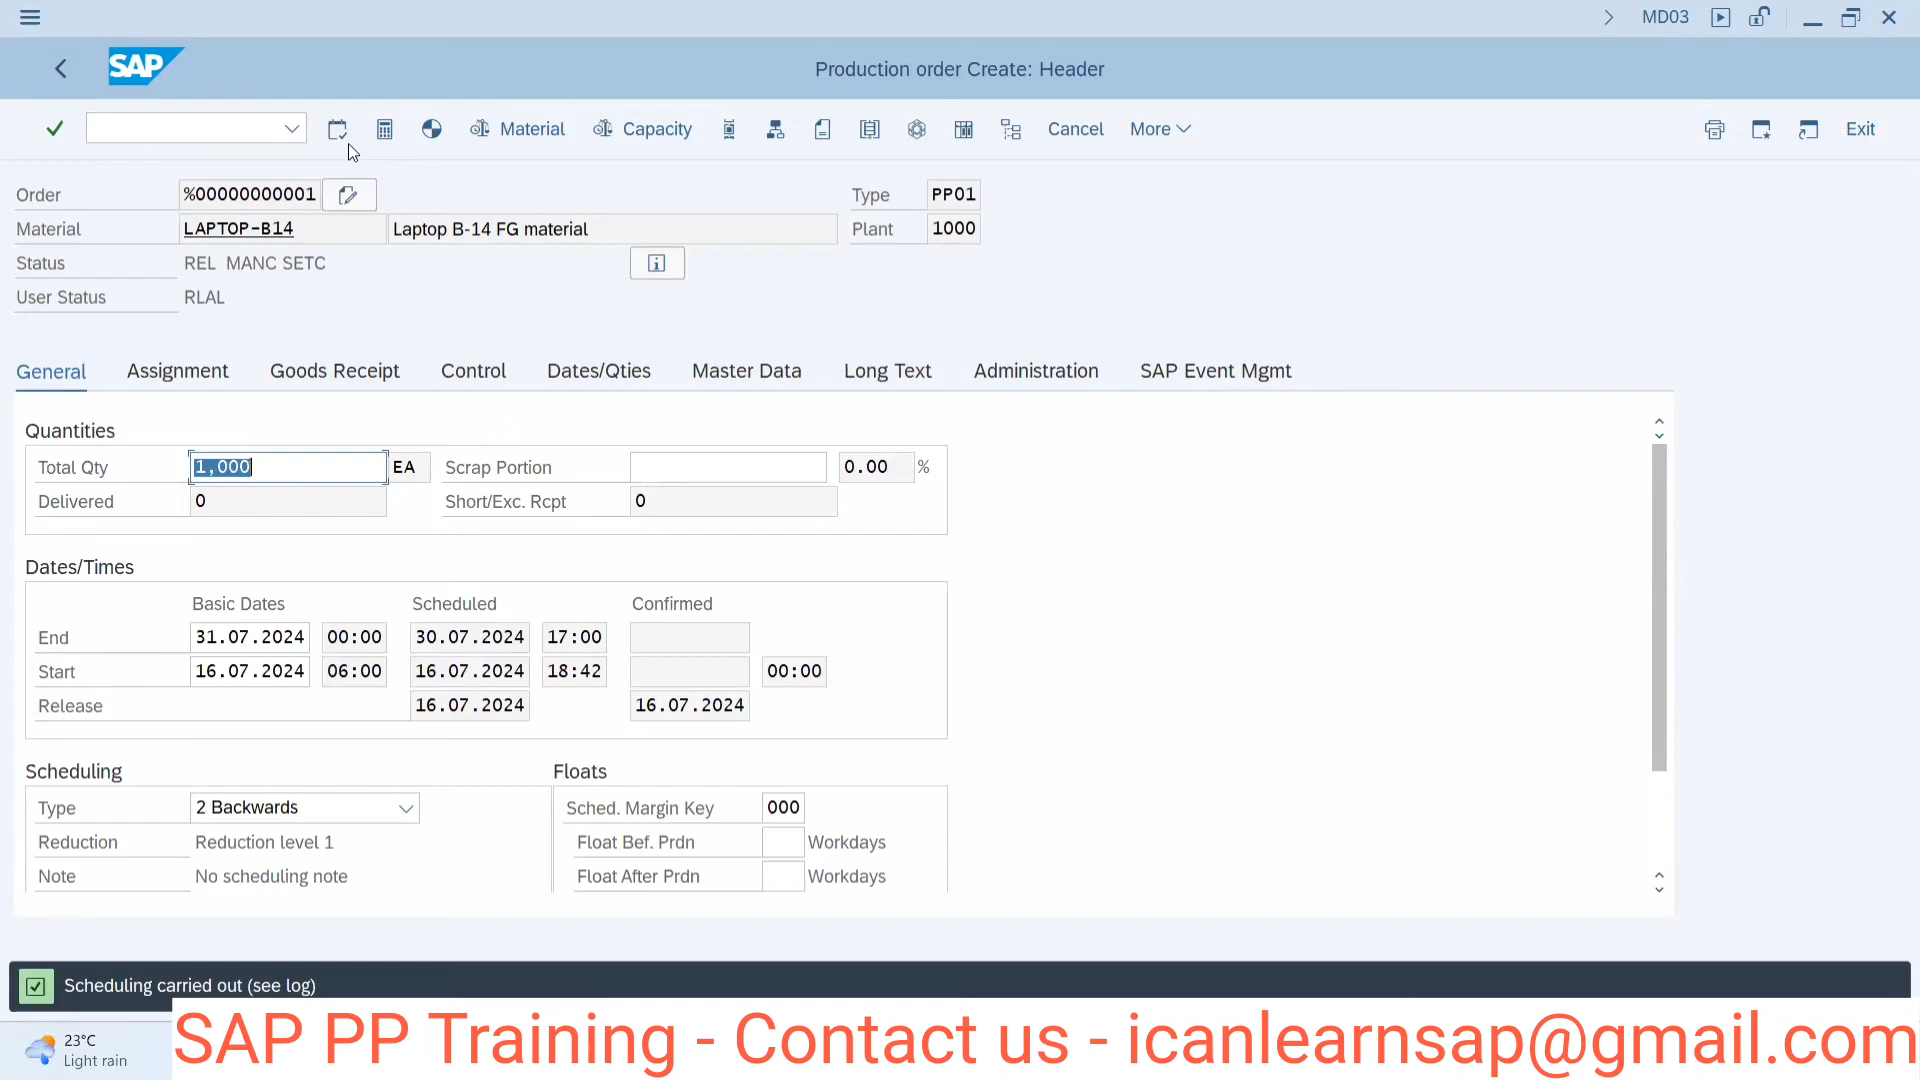 MD03
SAP
Production order Create: Header
Material Capacity Cancel More Exit
Order %00000000001 Type PP01
Material LAPTOP-B14 Laptop B-14 FG material Plant 1000
Status REL MANC SETC
User Status RLAL
General Assignment Goods Receipt Control Dates/Qties Master Data Long Text Administration SAP Event Mgmt
Quantities
Total Qty 1,000 EA Scrap Portion 0.00 %
Delivered 0 Short/Exc. Rcpt 0
Dates/Times
Basic Dates Scheduled Confirmed
End 31.07.2024 00:00 30.07.2024 17:00
Start 16.07.2024 06:00 16.07.2024 18:42 00:00
Release 16.07.2024 16.07.2024
Scheduling Floats
Type 2 Backwards Sched. Margin Key 000
Reduction Reduction level 1 Float Bef. Prdn Workdays
Note No scheduling note Float After Prdn Workdays
Scheduling carried out (see log)
23°C
Light rain
SAP PP Training - Contact us - icanlearnsap@gmail.com